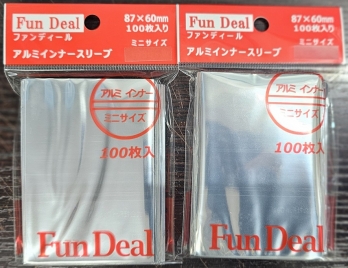 Fun Deal
87×60mm
100枚入り
ファンディール
ミニサイズ
アルミインナースリーブ
アルミ インナー
ミニサイズ
100枚入
Fun Deal
Fun Deal
87×60mm
100枚入り
ファンディール
ミニサイズ
アルミインナースリーブ
アルミ インナー
ミニサイズ
100枚入
Fun Deal